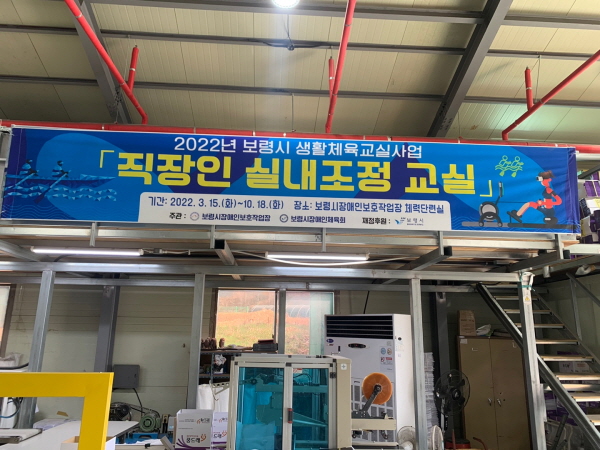 2022년 보령시 생활체육교실사업
「직장인 실내조정 교실」
기간: 2022. 3. 15.(화)~10. 18.(화) 장소: 보령시장애인보호작업장 체력단련실
주관: 보령시장애인보호작업장 보령시장애인체육회 재정후원: 보령시